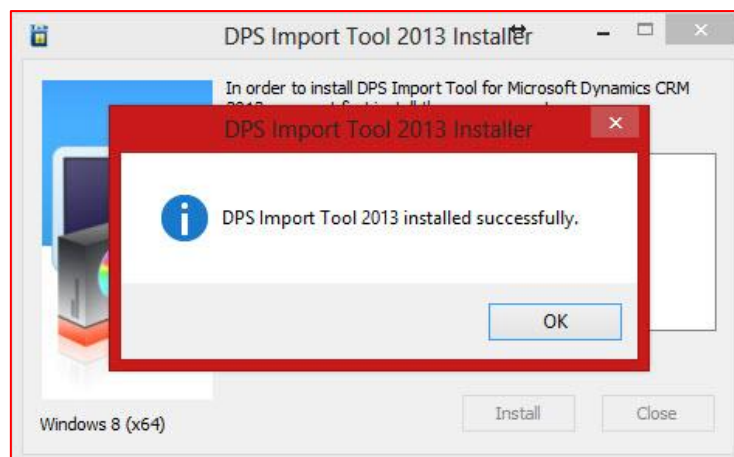 DPS Import Tool 2013 Installer
In order to install DPS Import Tool for Microsoft Dynamics CRM
DPS Import Tool 2013 Installer
DPS Import Tool 2013 installed successfully.
OK
Install Close
Windows 8 (x64)